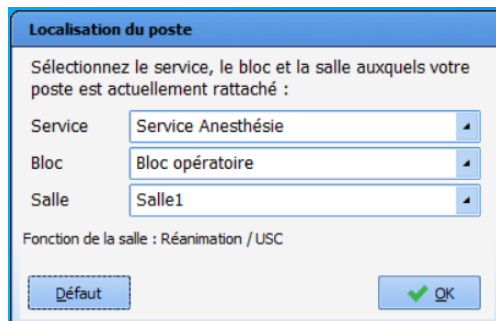 Localisation du poste
Sélectionnez le service, le bloc et la salle auxquels votre
poste est actuellement rattaché :
Service Service Anesthésie
Bloc Bloc opératoire
Salle Salle1
Fonction de la salle : Réanimation / USC
Défaut OK